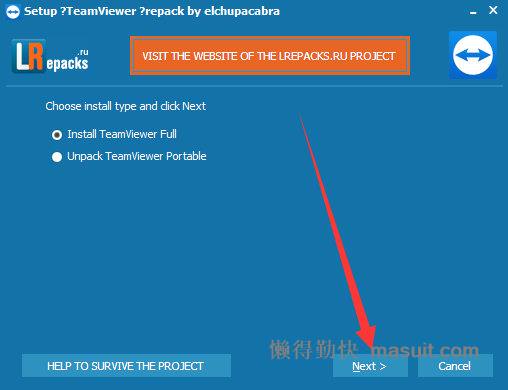 Setup ?TeamViewer ?repack by elchupacabra
LRepacks.ru
VISIT THE WEBSITE OF THE LREPACKS.RU PROJECT
Choose install type and click Next
Install TeamViewer Full
Unpack TeamViewer Portable
懒得勤快 masuit.com
HELP TO SURVIVE THE PROJECT
Next >
Cancel